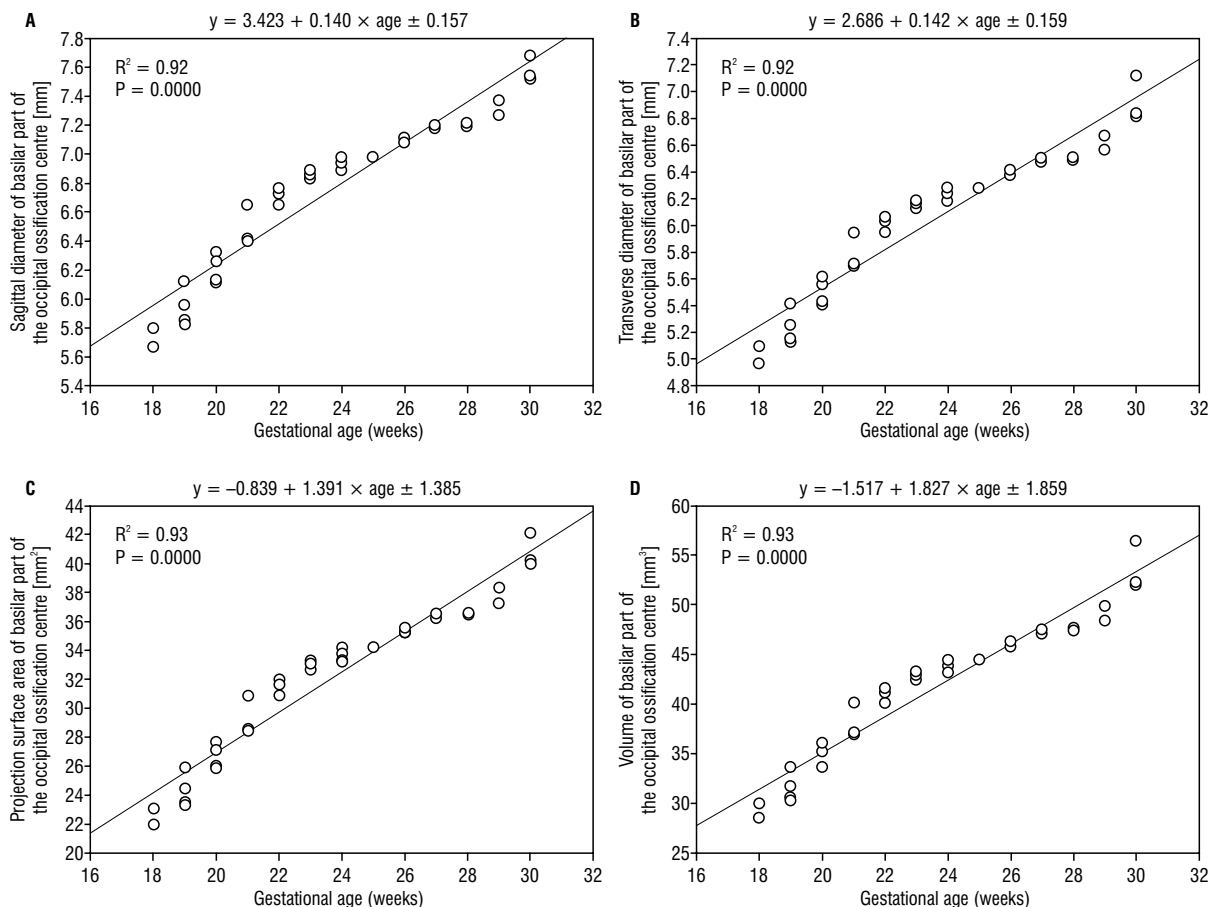 A
y = 3.423 + 0.140 × age ± 0.157
R² = 0.92
P = 0.0000
Sagittal diameter of basilar part of
the occipital ossification centre [mm]
7.8
7.6
7.4
7.2
7.0
6.8
6.6
6.4
6.2
6.0
5.8
5.6
5.4
16 18 20 22 24 26 28 30 32
Gestational age (weeks)
B
y = 2.686 + 0.142 × age ± 0.159
R² = 0.92
P = 0.0000
Transverse diameter of basilar part of
the occipital ossification centre [mm]
7.4
7.2
7.0
6.8
6.6
6.4
6.2
6.0
5.8
5.6
5.4
5.2
5.0
4.8
16 18 20 22 24 26 28 30 32
Gestational age (weeks)
C
y = –0.839 + 1.391 × age ± 1.385
R² = 0.93
P = 0.0000
Projection surface area of basilar part of
the occipital ossification centre [mm²]
44
42
40
38
36
34
32
30
28
26
24
22
20
16 18 20 22 24 26 28 30 32
Gestational age (weeks)
D
y = –1.517 + 1.827 × age ± 1.859
R² = 0.93
P = 0.0000
Volume of basilar part of
the occipital ossification centre [mm³]
60
55
50
45
40
35
30
25
16 18 20 22 24 26 28 30 32
Gestational age (weeks)